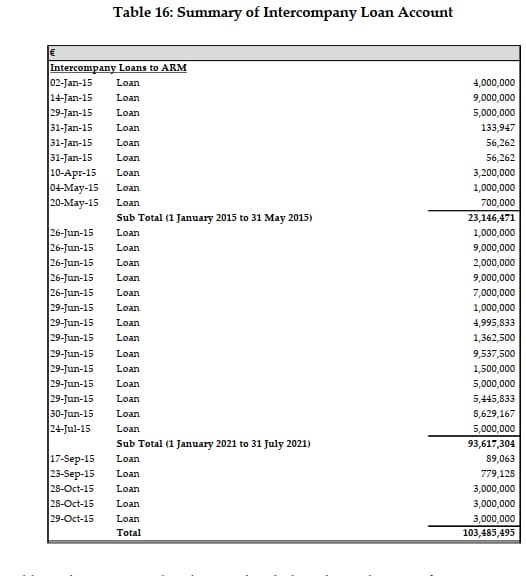 Table 16: Summary of Intercompany Loan Account
€
Intercompany Loans to ARM
02-Jan-15 Loan 4,000,000
14-Jan-15 Loan 9,000,000
29-Jan-15 Loan 5,000,000
31-Jan-15 Loan 133,947
31-Jan-15 Loan 56,262
31-Jan-15 Loan 56,262
10-Apr-15 Loan 3,200,000
04-May-15 Loan 1,000,000
20-May-15 Loan 700,000
Sub Total (1 January 2015 to 31 May 2015) 23,146,471
26-Jun-15 Loan 1,000,000
26-Jun-15 Loan 9,000,000
26-Jun-15 Loan 2,000,000
26-Jun-15 Loan 9,000,000
26-Jun-15 Loan 7,000,000
29-Jun-15 Loan 1,000,000
29-Jun-15 Loan 4,995,833
29-Jun-15 Loan 1,362,500
29-Jun-15 Loan 9,537,500
29-Jun-15 Loan 1,500,000
29-Jun-15 Loan 5,000,000
29-Jun-15 Loan 5,445,833
30-Jun-15 Loan 8,629,167
24-Jul-15 Loan 5,000,000
Sub Total (1 January 2021 to 31 July 2021) 93,617,304
17-Sep-15 Loan 89,063
23-Sep-15 Loan 779,128
28-Oct-15 Loan 3,000,000
28-Oct-15 Loan 3,000,000
29-Oct-15 Loan 3,000,000
Total 103,485,495